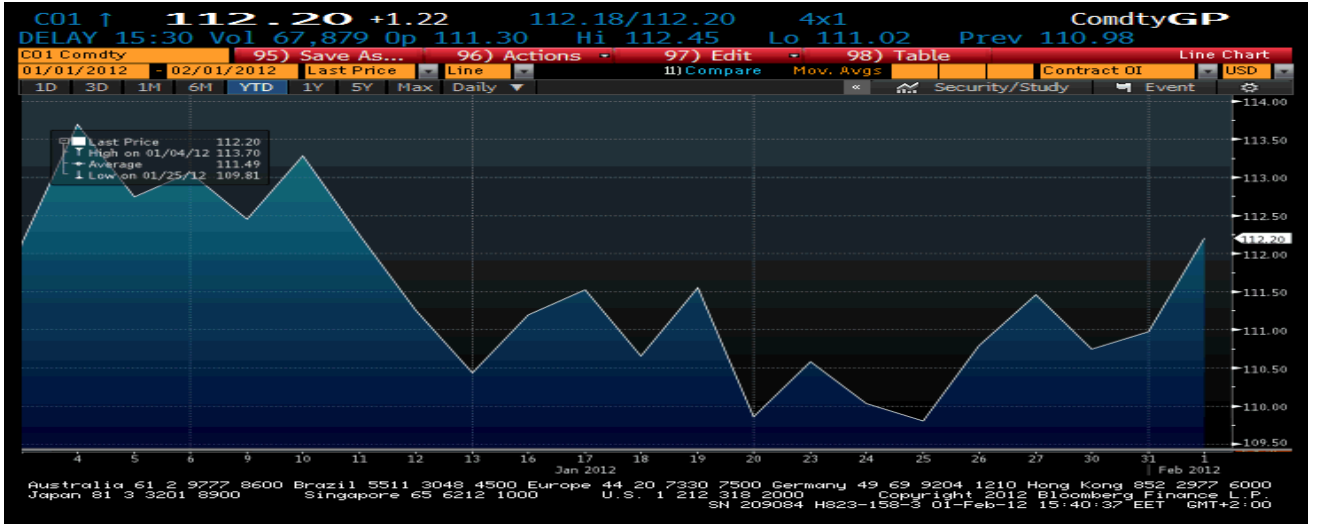 CO1 ↑ 112.20 +1.22 112.18/112.20 4x1 Comdty GP
DELAY 15:30 Vol 67,879 Op 111.30 Hi 112.45 Lo 111.02 Prev 110.98
CO1 Comdty 95) Save As... 96) Actions 97) Edit 98) Table Line Chart
01/01/2012 - 02/01/2012 Last Price Line 11) Compare Mov. Avgs Contract OI USD
1D 3D 1M 6M YTD 1Y 5Y Max Daily ▼ « Security/Study Event
114.00
Last Price 112.20
High on 01/04/12 113.70
Average 111.49
Low on 01/25/12 109.81
113.50
113.00
112.50
112.20
112.00
111.50
111.00
110.50
110.00
109.50
4 5 6 9 10 11 12 13 16 17 18 19 20 23 24 25 26 27 30 31 1
Jan 2012 Feb 2012
Australia 61 2 9777 8600 Brazil 5511 3048 4500 Europe 44 20 7330 7500 Germany 49 69 9204 1210 Hong Kong 852 2977 6000
Japan 81 3 3201 8900 Singapore 65 6212 1000 U.S. 1 212 318 2000 Copyright 2012 Bloomberg Finance L.P.
SN 209084 H823-158-3 01-Feb-12 15:40:37 EET GMT+2:00